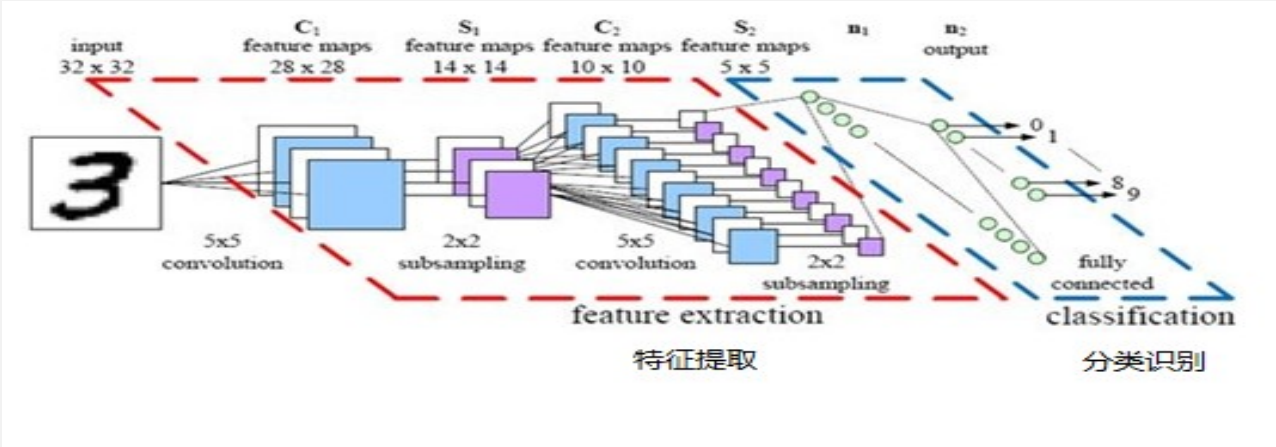 input
32 x 32
C1
feature maps
28 x 28
S1
feature maps
14 x 14
C2
feature maps
10 x 10
S2
feature maps
5 x 5
n1
n2
output
3
0
1
8
9
5x5
convolution
2x2
subsampling
5x5
convolution
2x2
subsampling
fully
connected
feature extraction
classification
特征提取
分类识别